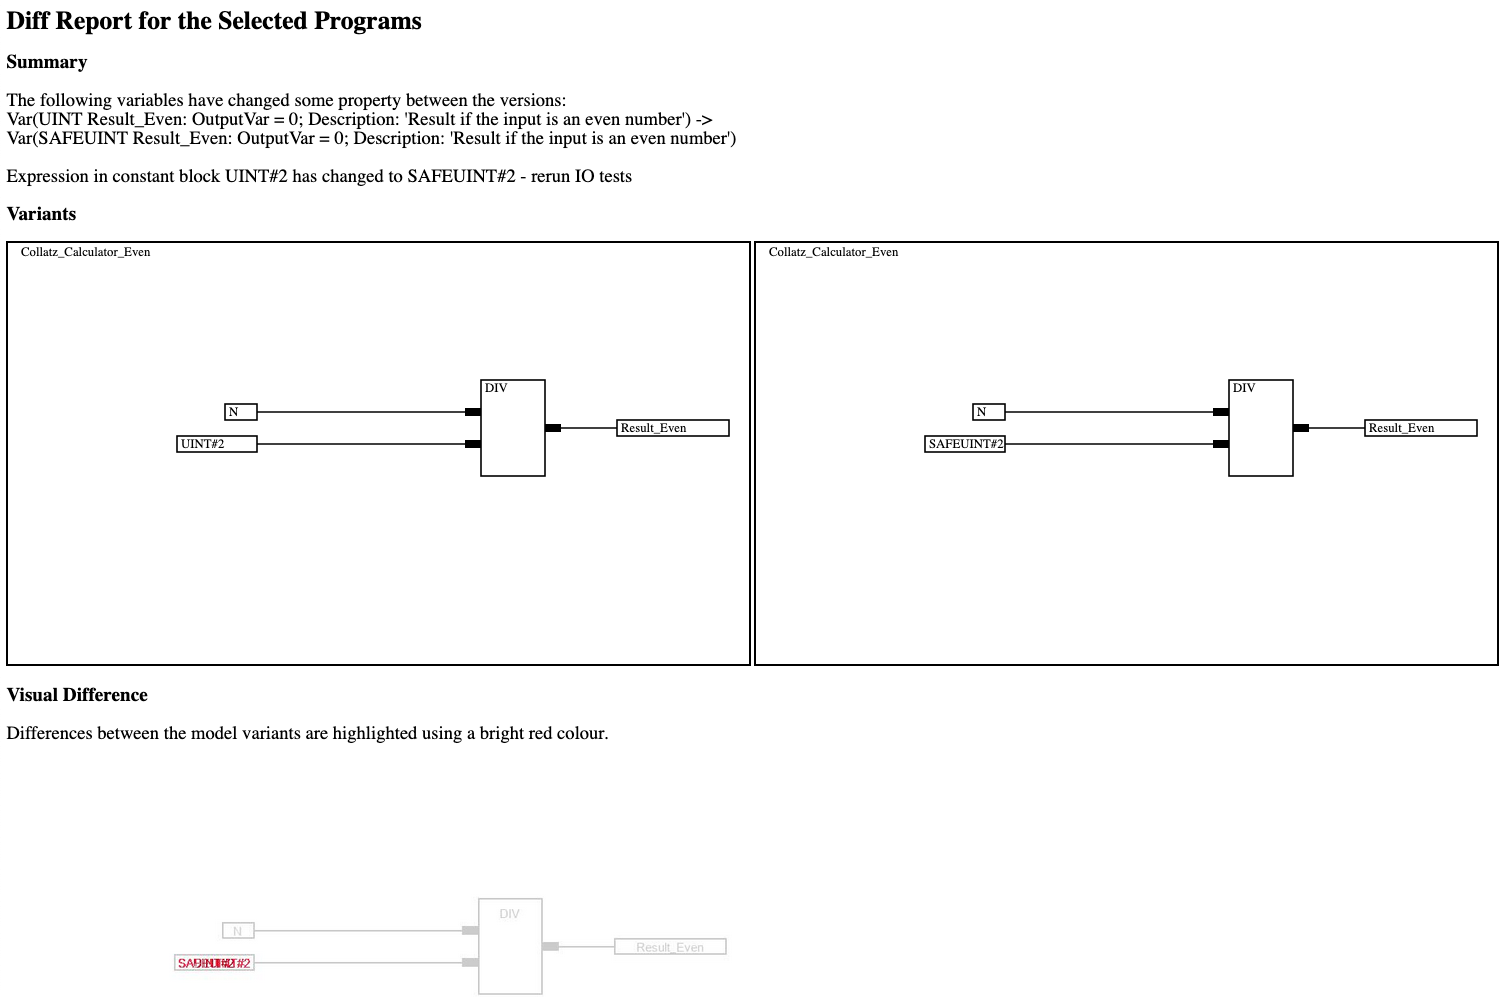 Diff Report for the Selected Programs
Summary
The following variables have changed some property between the versions:
Var(UINT Result_Even: OutputVar = 0; Description: 'Result if the input is an even number') ->
Var(SAFEUINT Result_Even: OutputVar = 0; Description: 'Result if the input is an even number')
Expression in constant block UINT#2 has changed to SAFEUINT#2 - rerun IO tests
Variants
Collatz_Calculator_Even
DIV
N
Result_Even
UINT#2
Collatz_Calculator_Even
DIV
N
Result_Even
SAFEUINT#2
Visual Difference
Differences between the model variants are highlighted using a bright red colour.
DIV
N
Result_Even